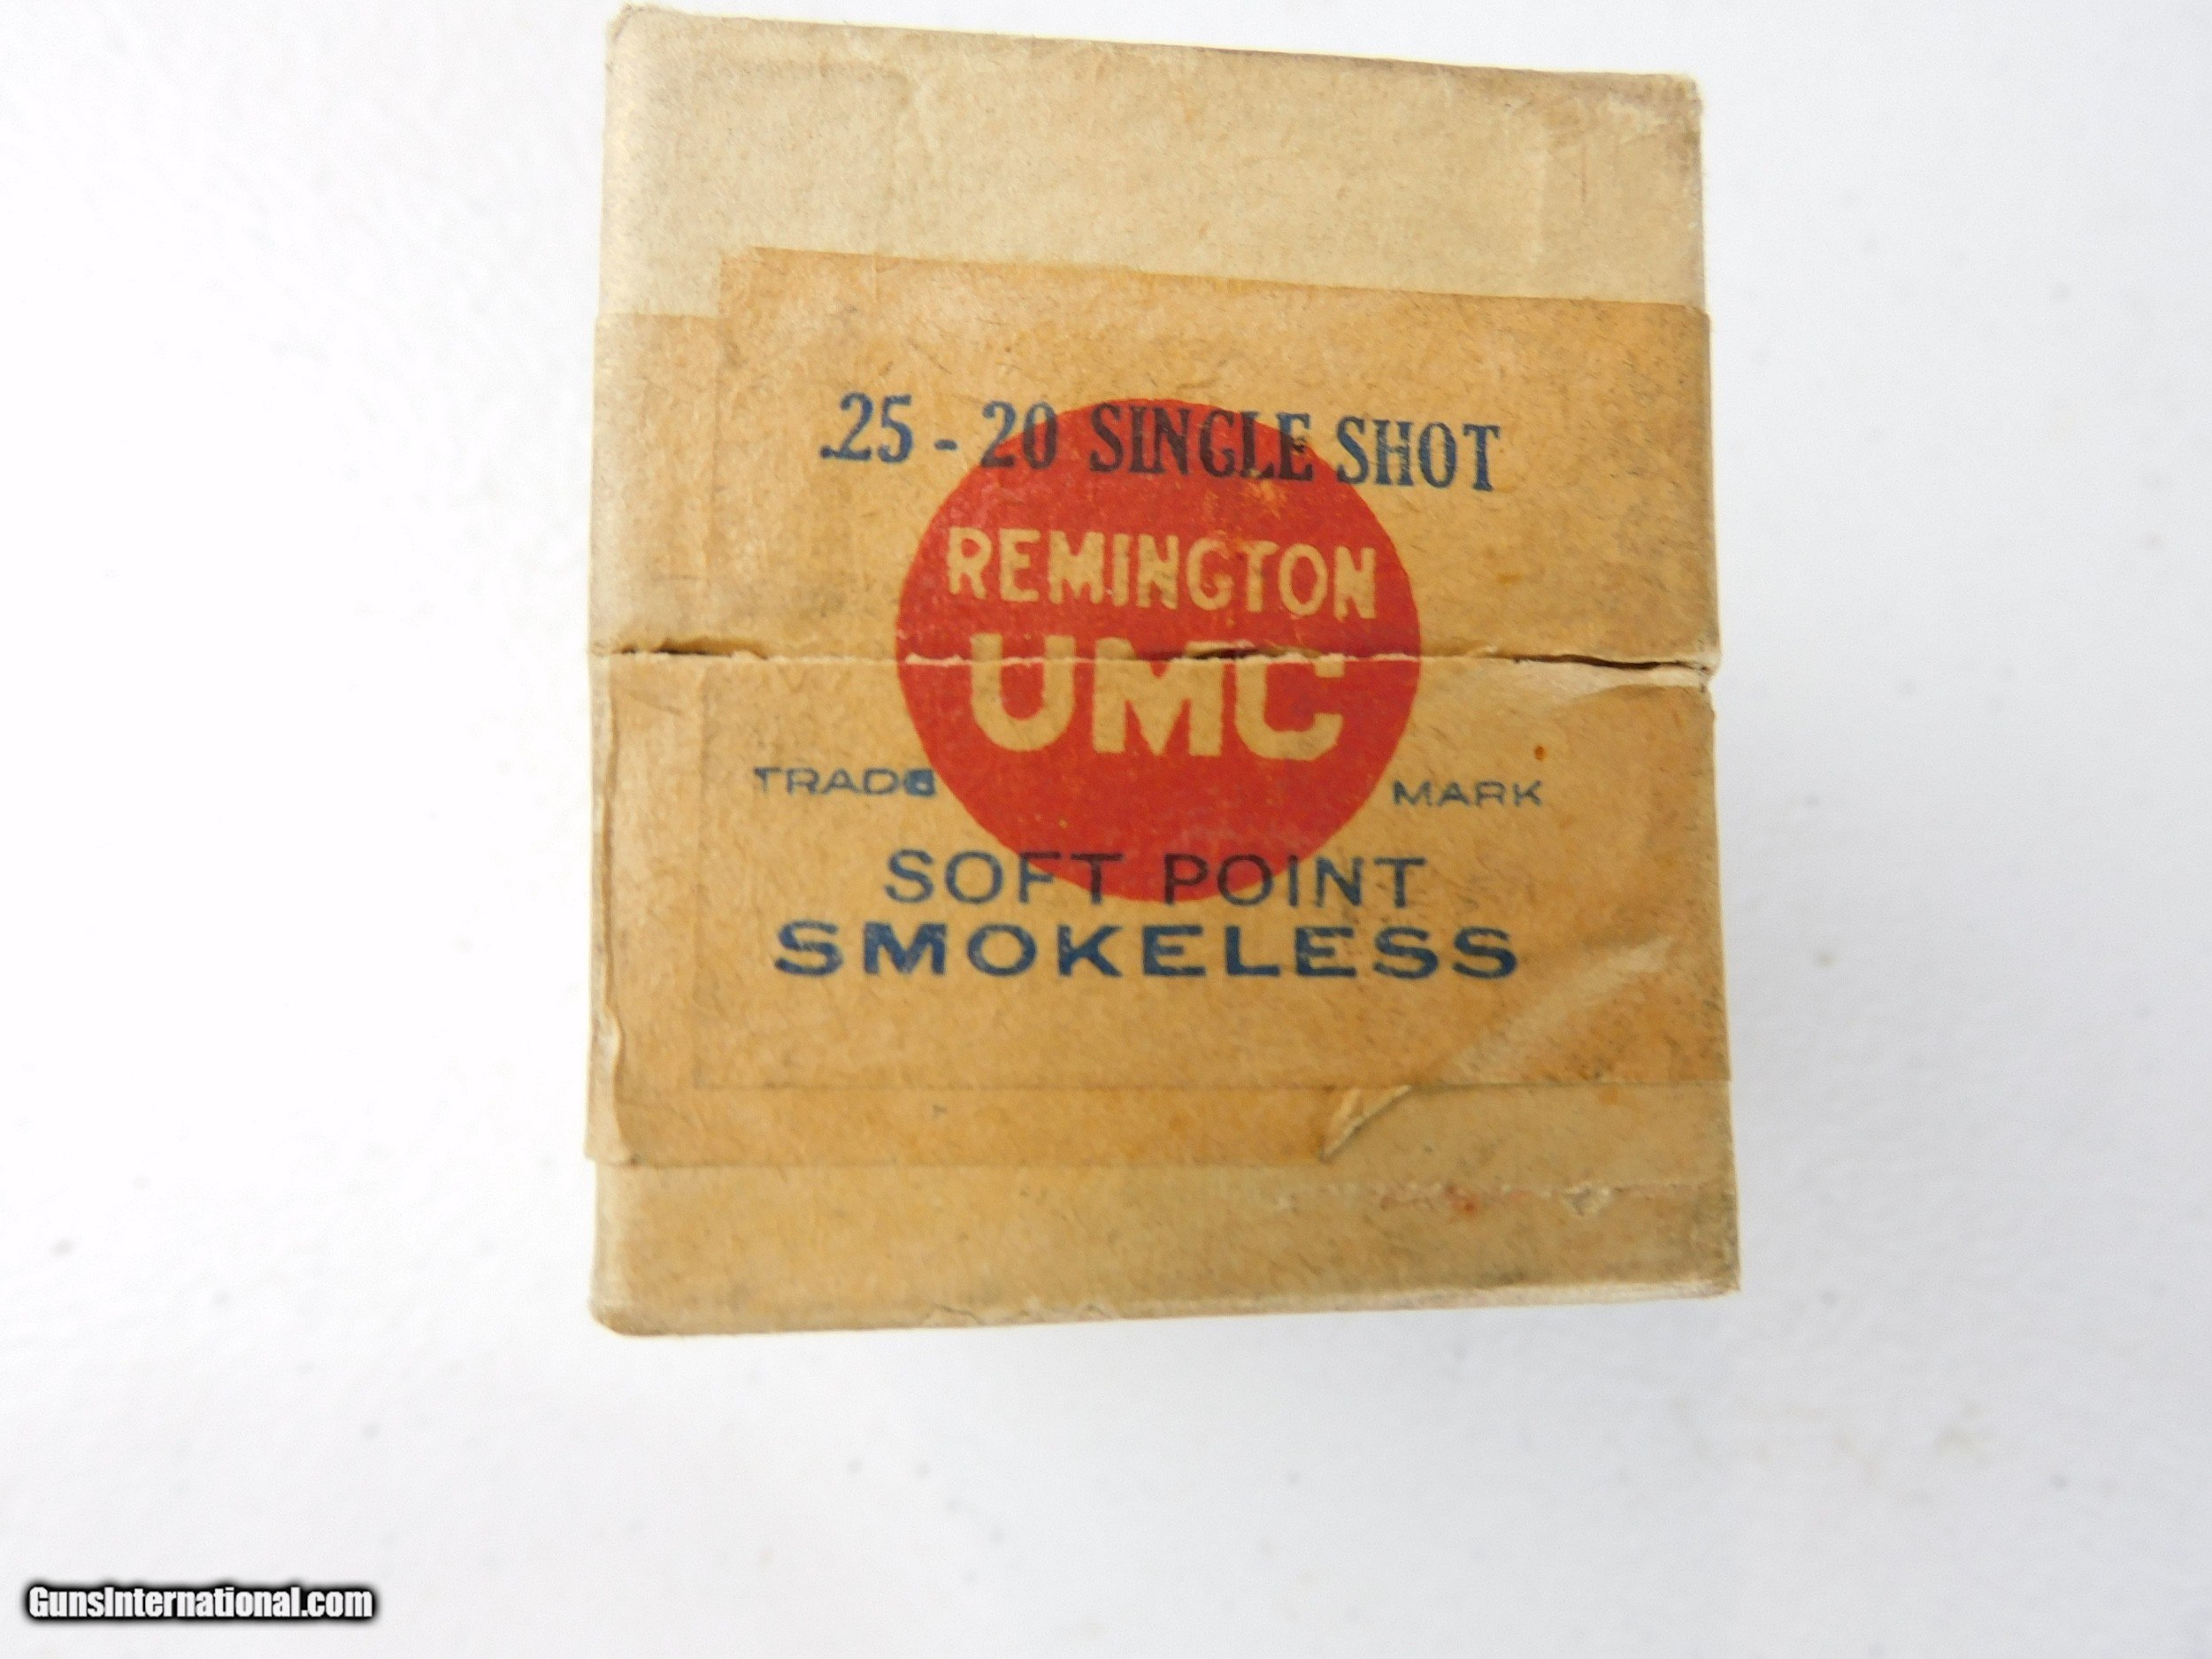 .25 - 20 SINGLE SHOT
REMINGTON
UMC
TRADE MARK
SOFT POINT
SMOKELESS
GunsInternational.com